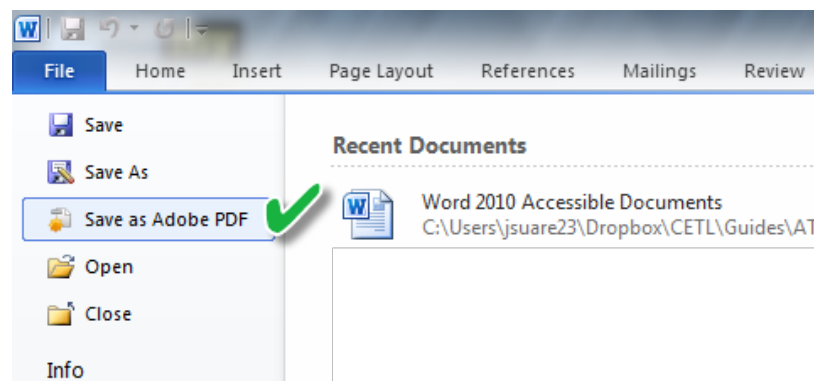 File Home Insert Page Layout References Mailings Review
Save
Save As
Save as Adobe PDF
Open
Close
Info
Recent Documents
Word 2010 Accessible Documents
C:\Users\jsuare23\Dropbox\CETL\Guides\AT